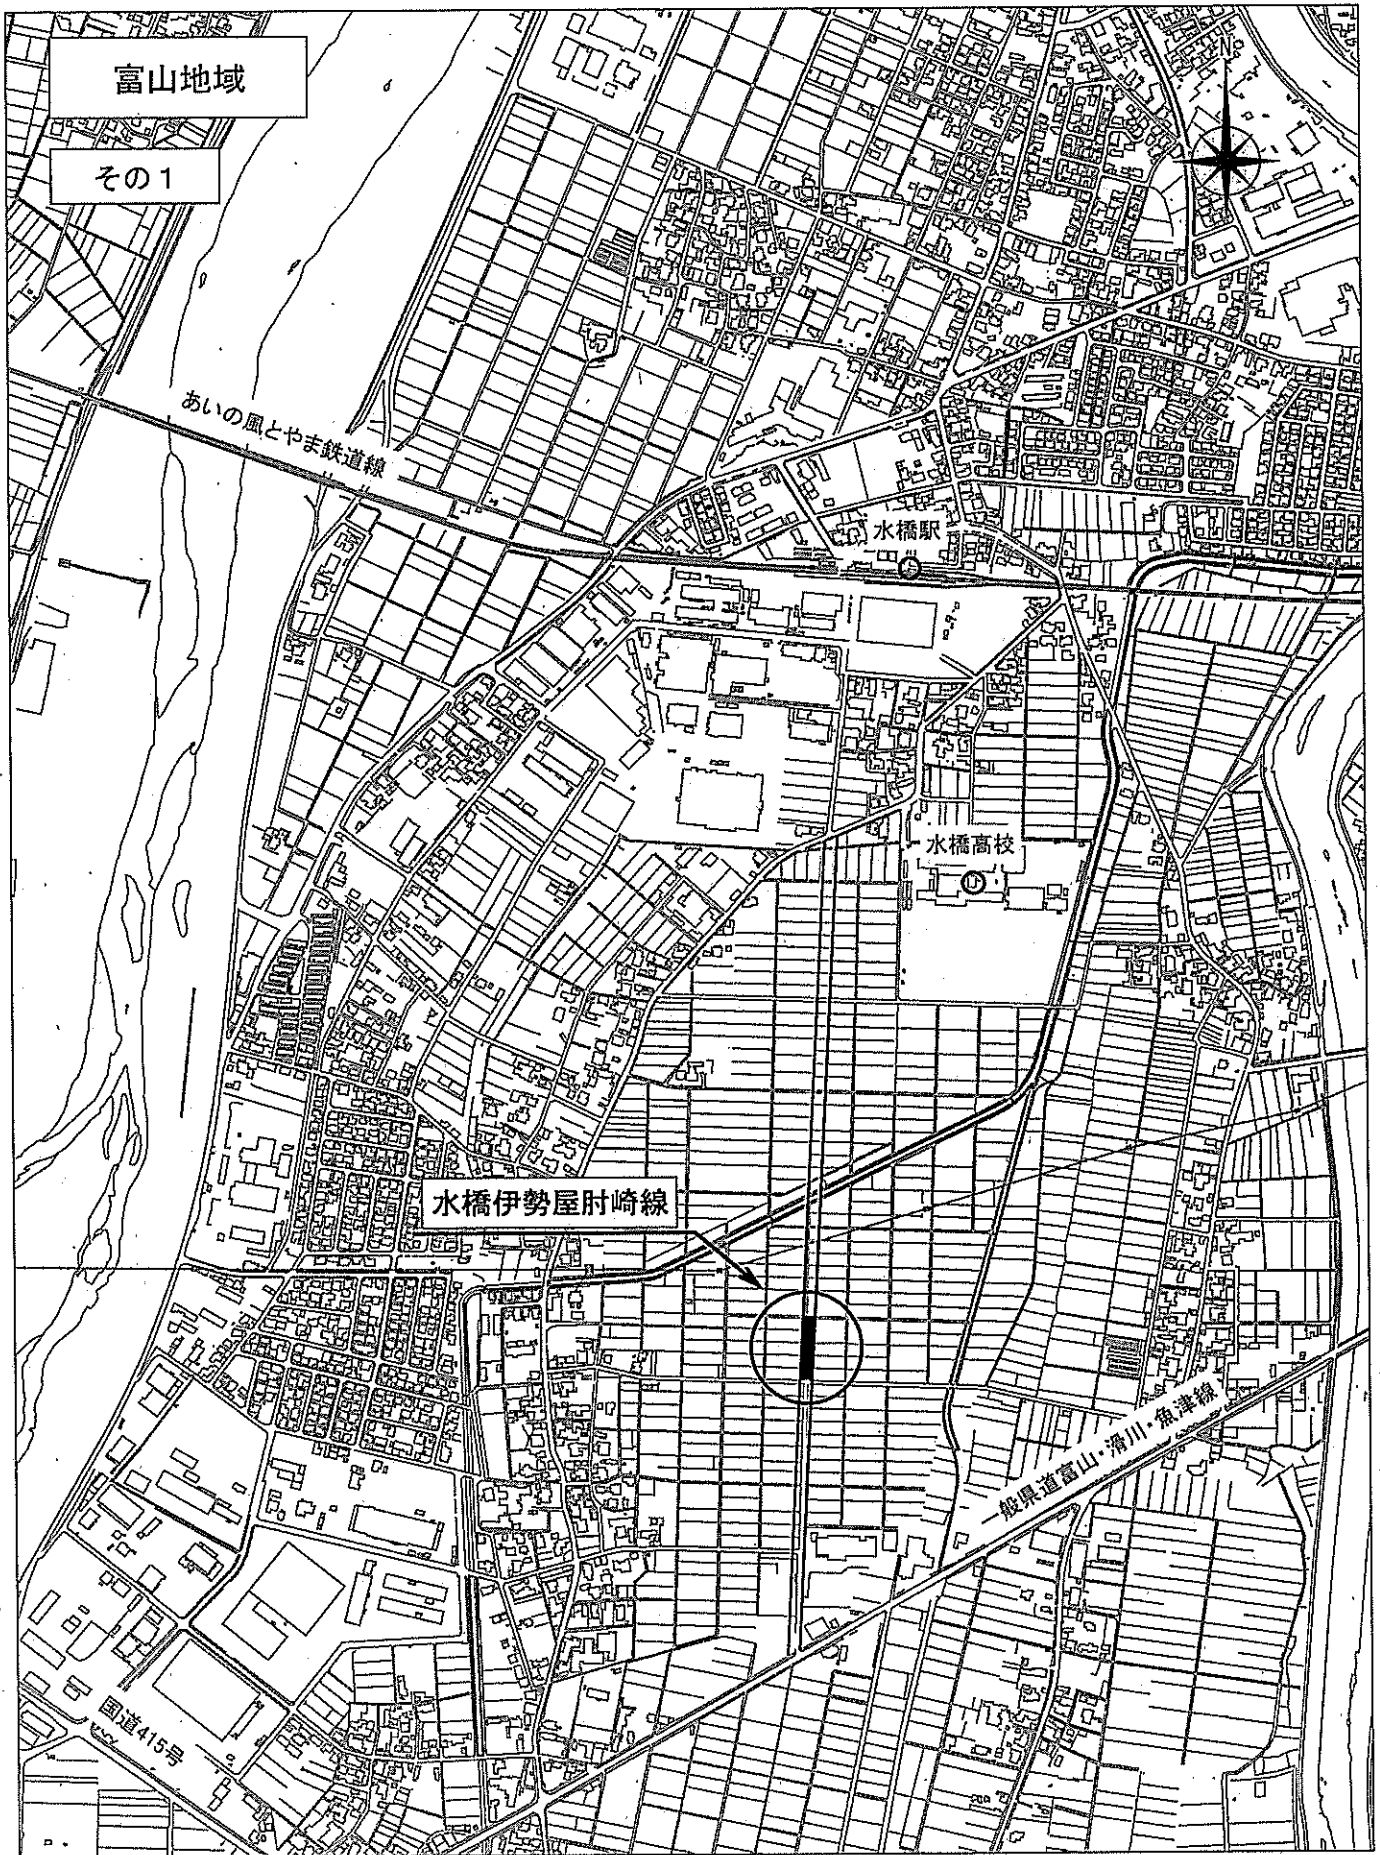 富山地域
その1
N
あいの風とやま鉄道線
水橋駅
水橋高校
水橋伊勢屋肘崎線
一般県道富山・滑川・魚津線
国道415号